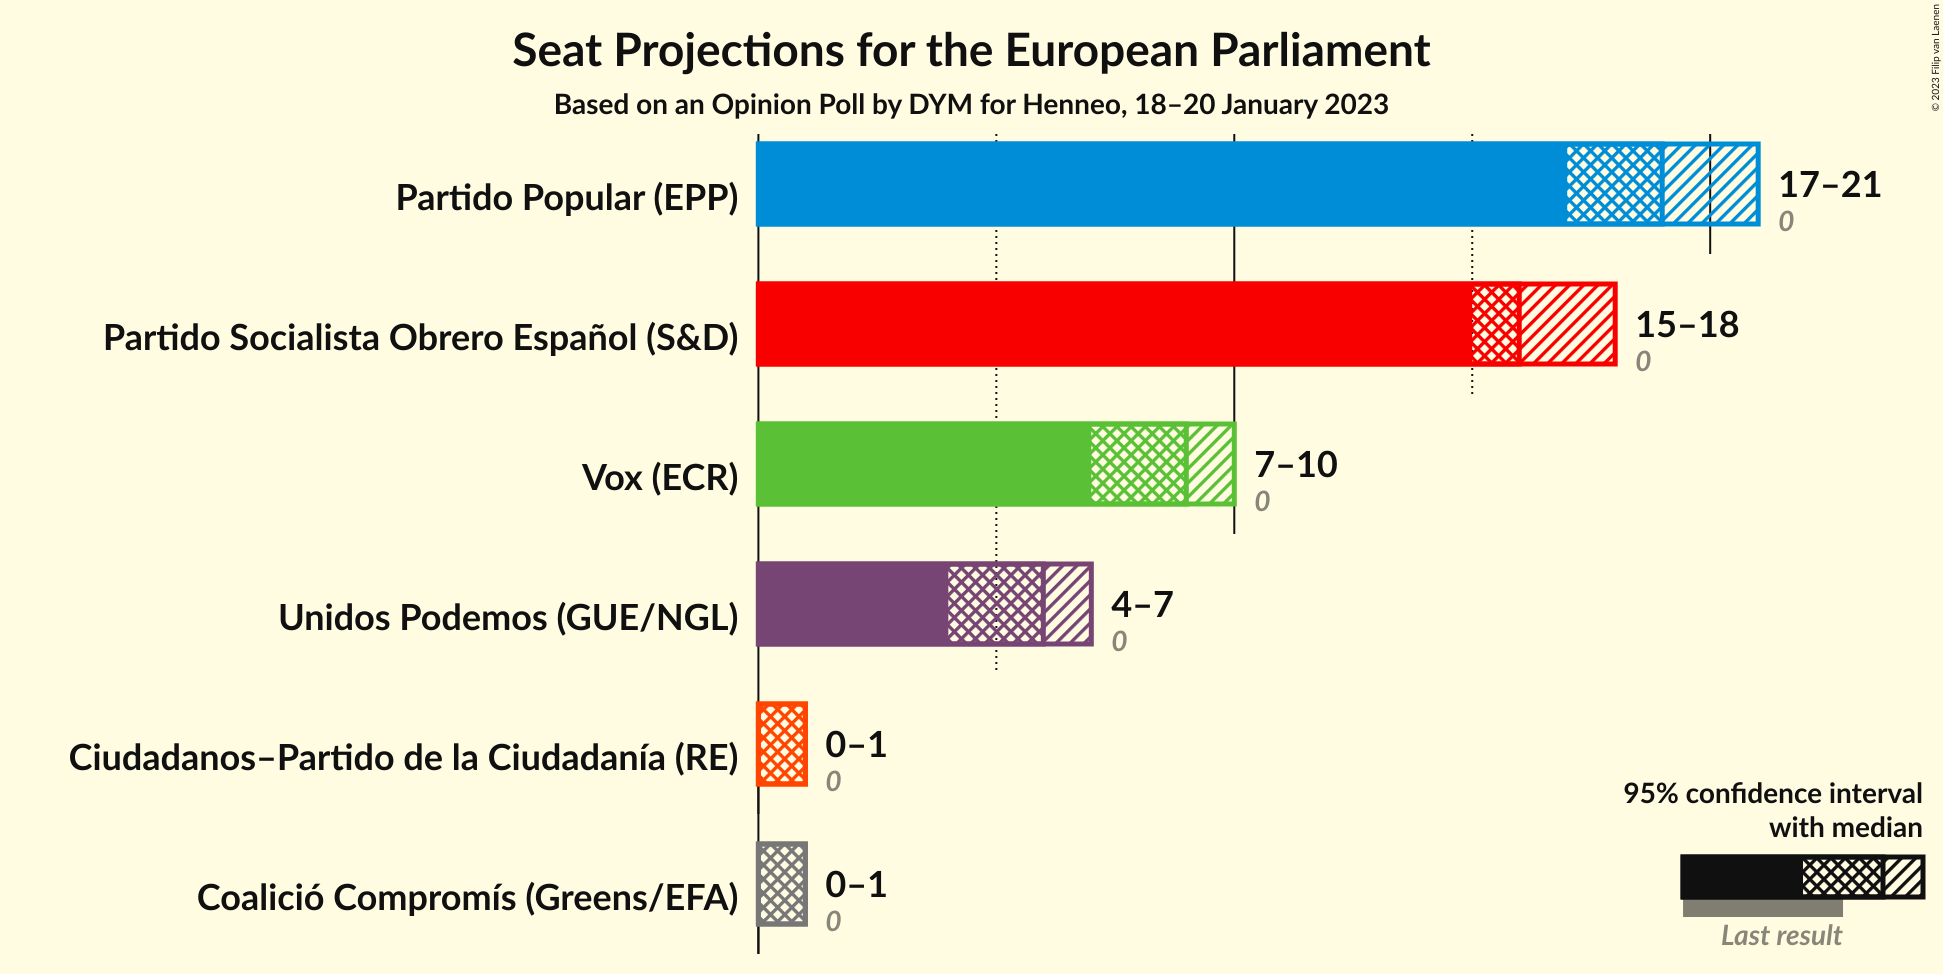 Seat Projections for the European Parliament
Based on an Opinion Poll by DYM for Henneo, 18–20 January 2023
© 2023 Filip van Laenen
Partido Popular (EPP)
17–21
0
Partido Socialista Obrero Español (S&D)
15–18
0
Vox (ECR)
7–10
0
Unidos Podemos (GUE/NGL)
4–7
0
Ciudadanos–Partido de la Ciudadanía (RE)
0–1
0
Coalició Compromís (Greens/EFA)
0–1
0
95% confidence interval
with median
Last result